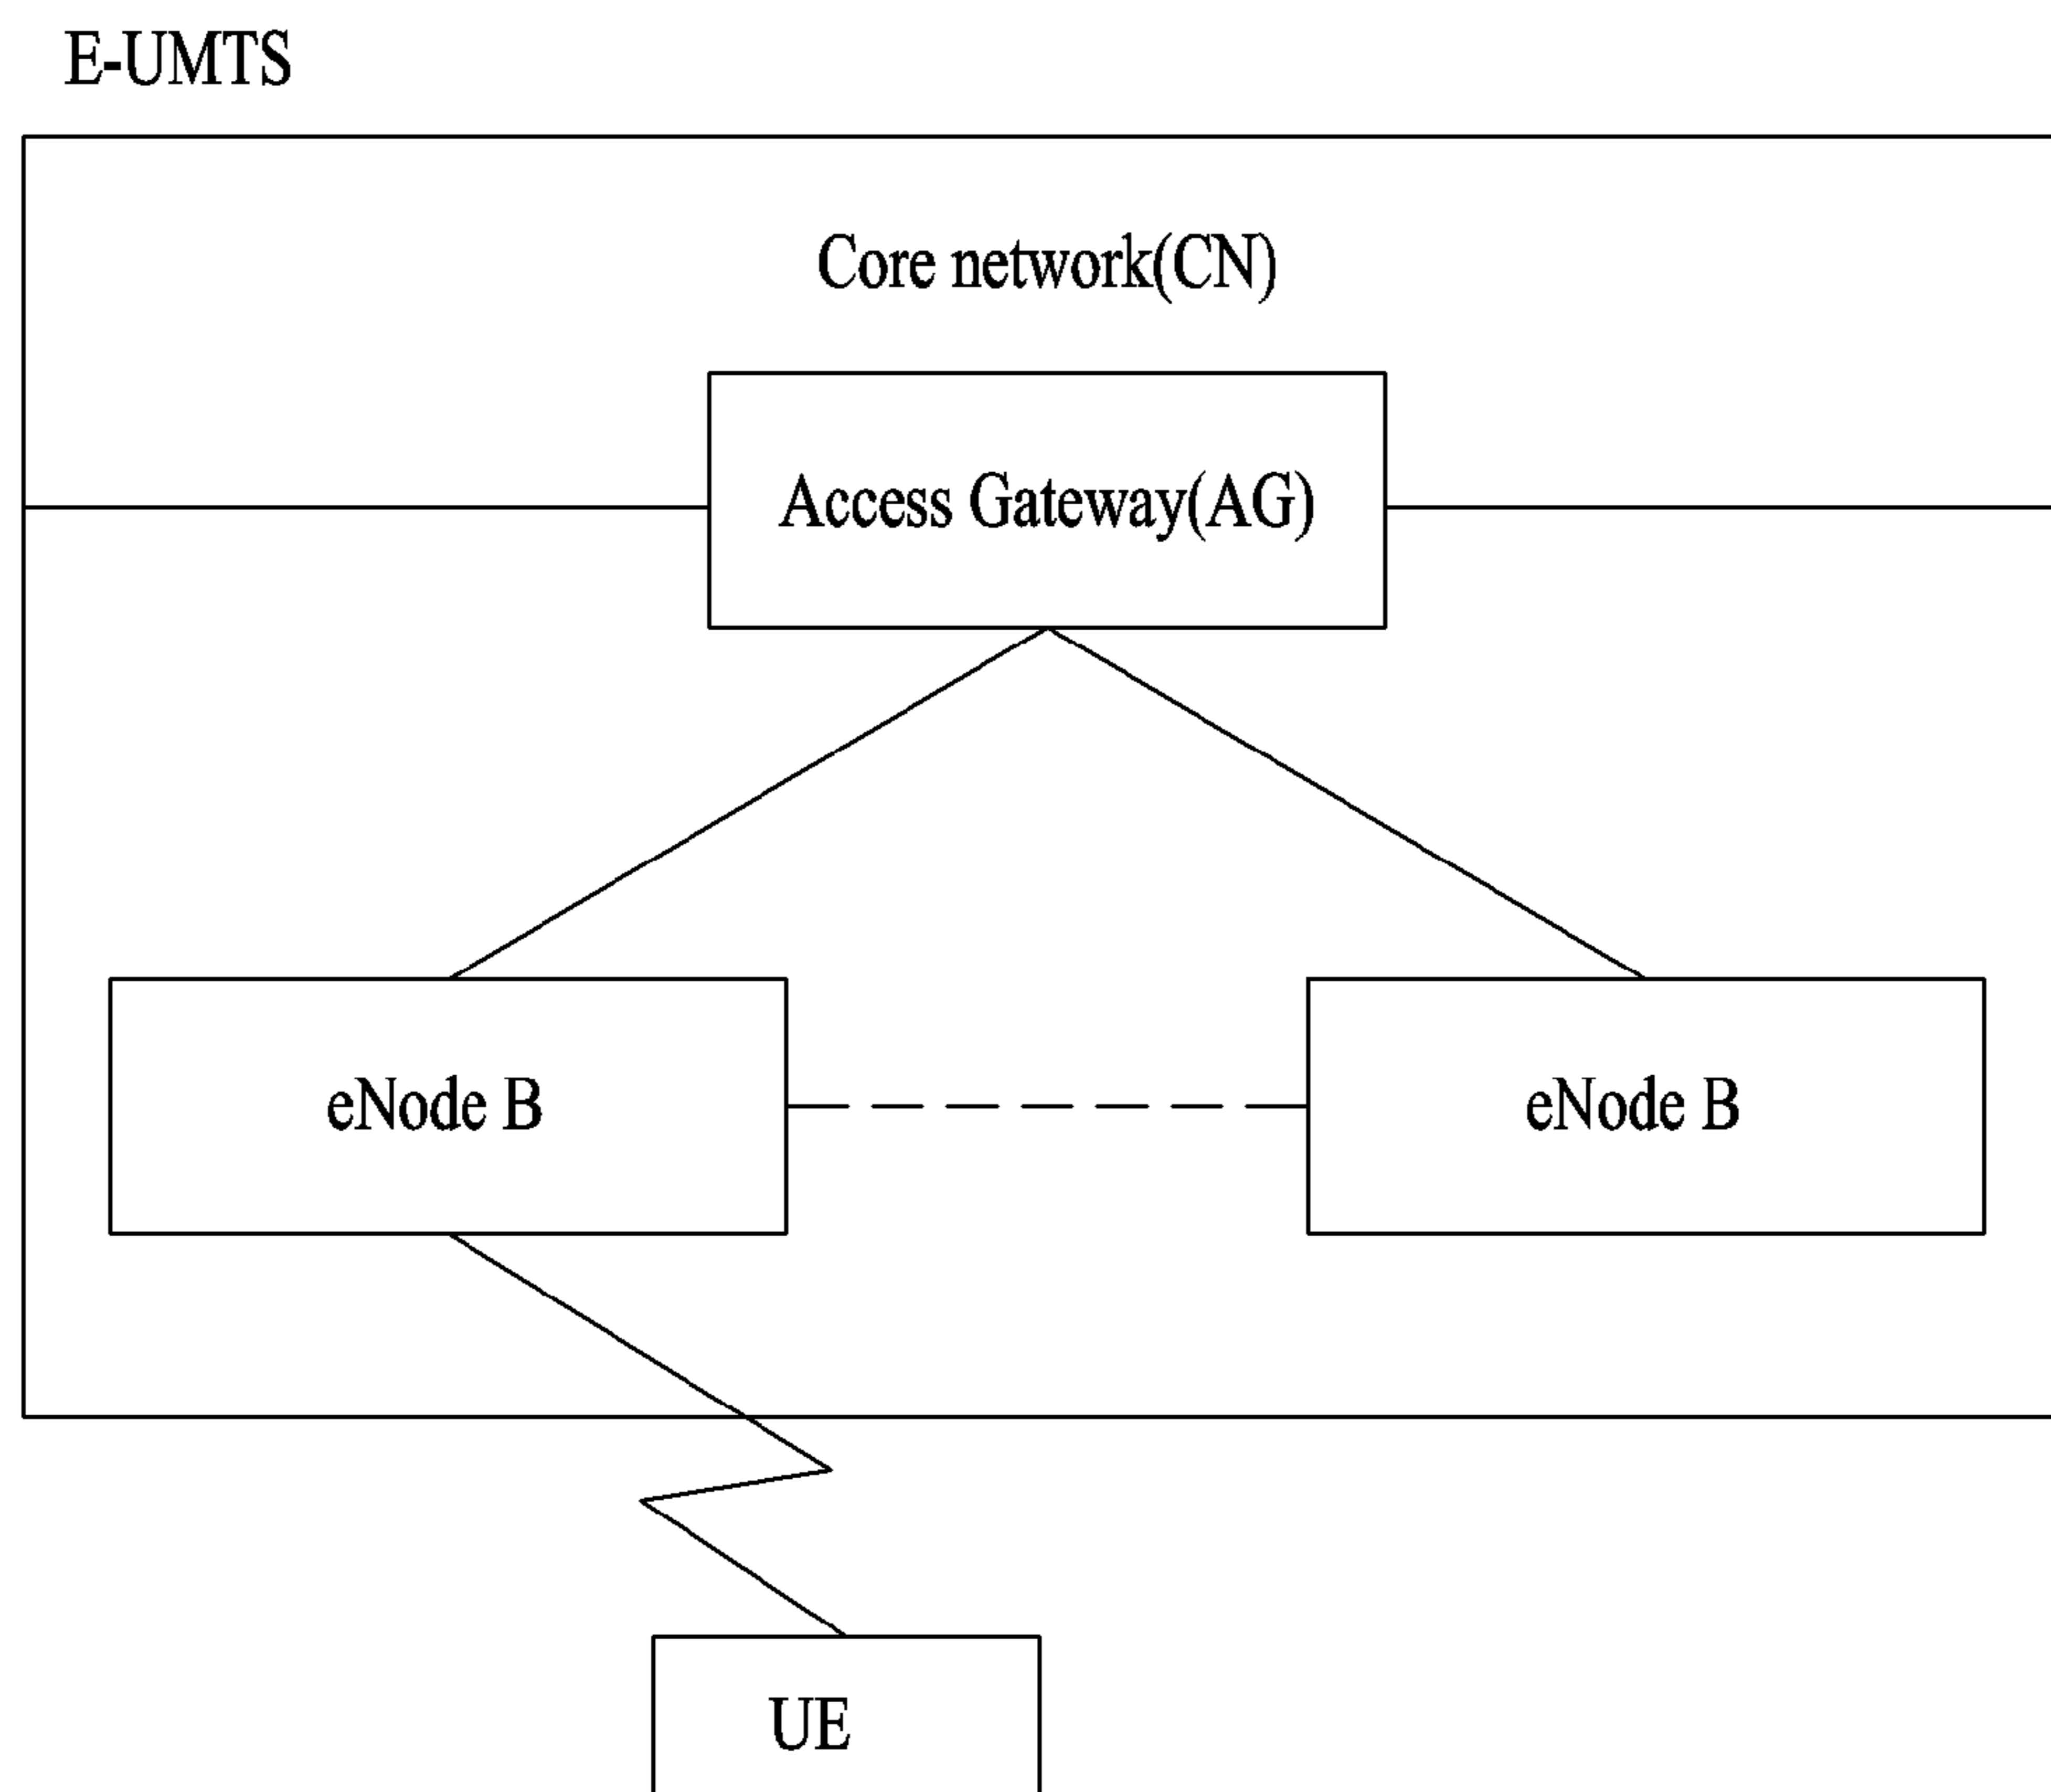 E-UMTS
Core network(CN)
Access Gateway(AG)
eNode B
eNode B
UE